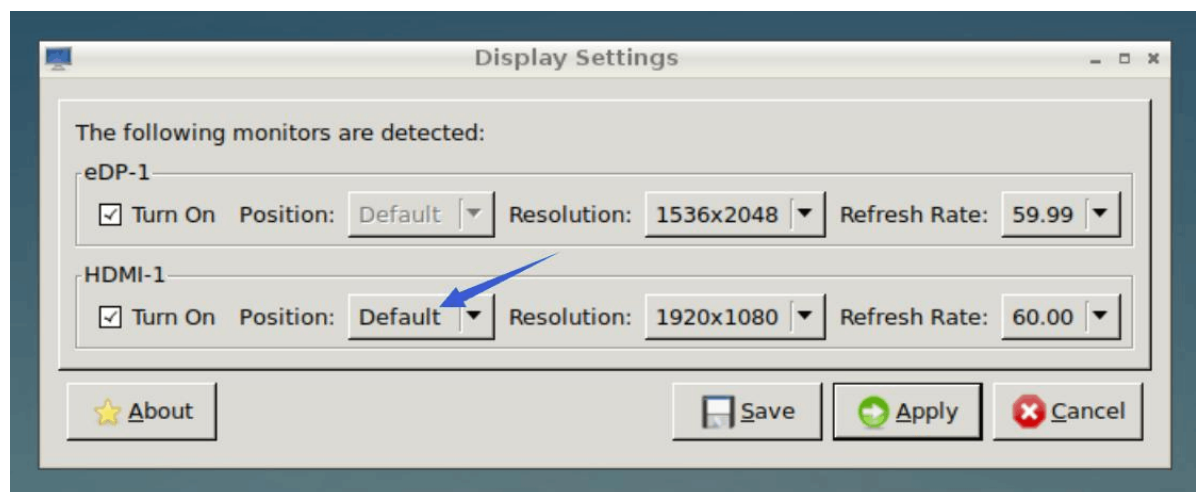 Display Settings
The following monitors are detected:
eDP-1
Turn On Position: Default Resolution: 1536x2048 Refresh Rate: 59.99
HDMI-1
Turn On Position: Default Resolution: 1920x1080 Refresh Rate: 60.00
About Save Apply Cancel